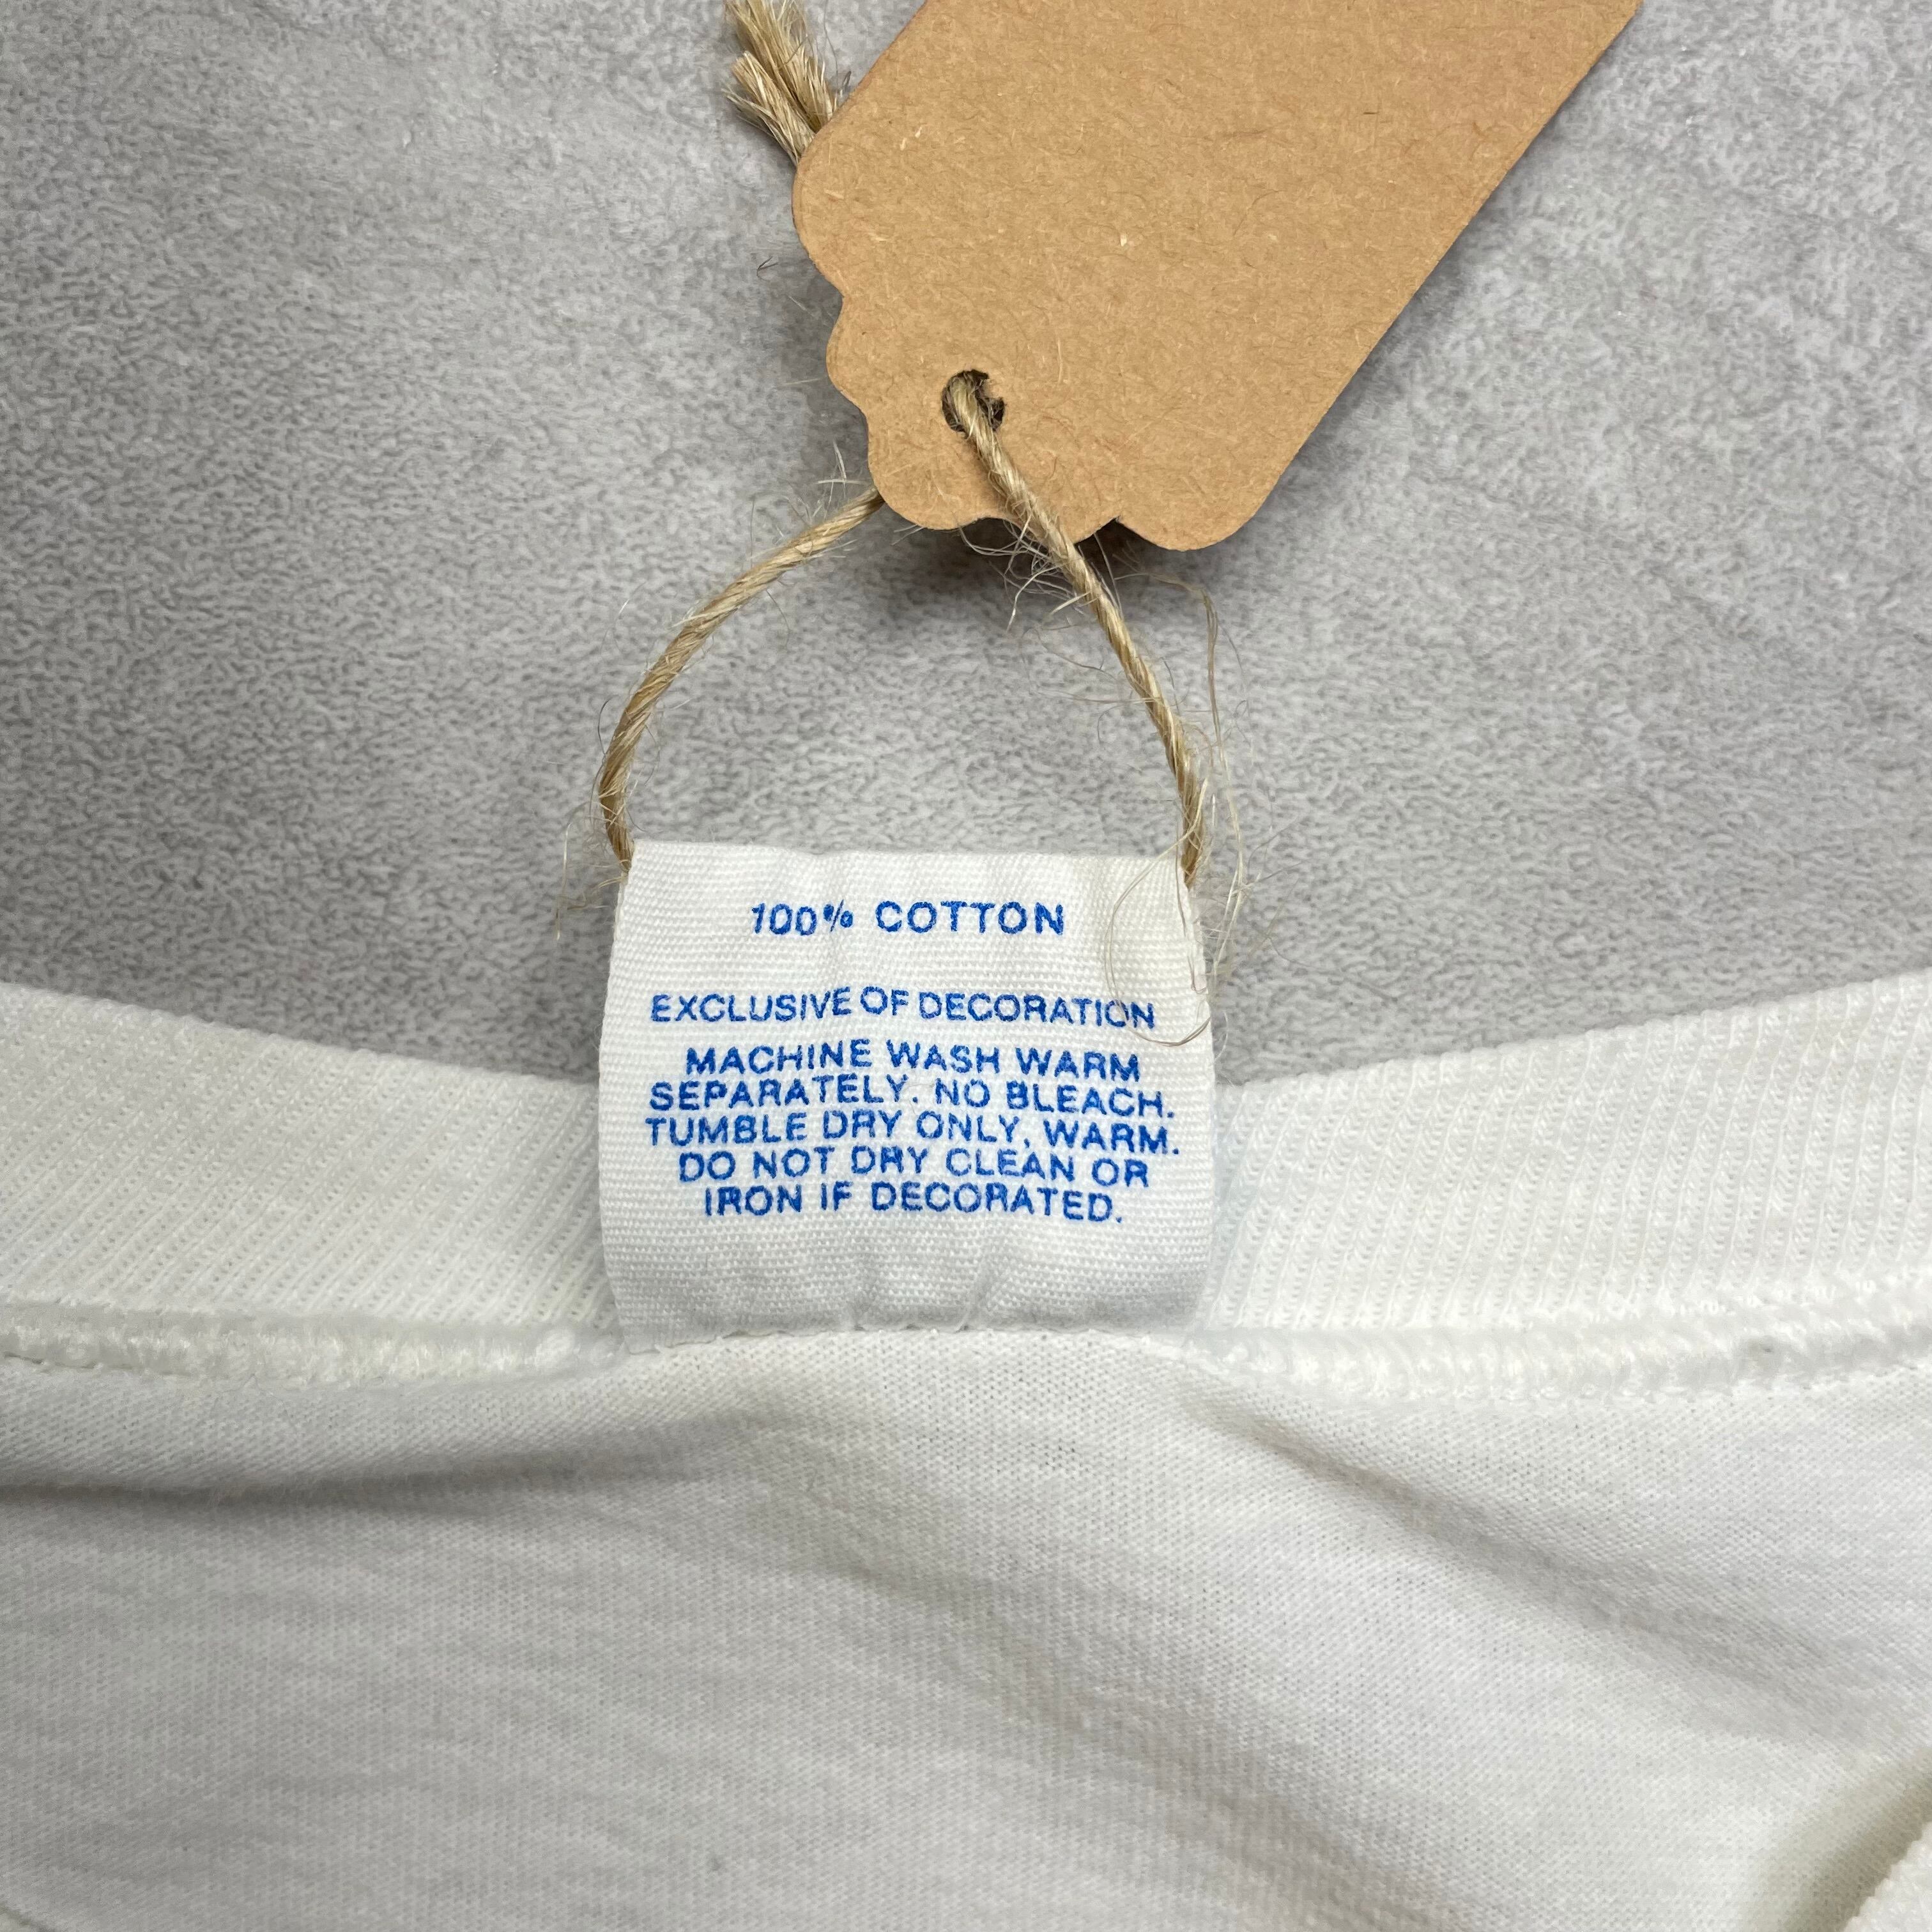 100% COTTON
EXCLUSIVE OF DECORATION
MACHINE WASH WARM
SEPARATELY. NO BLEACH.
TUMBLE DRY ONLY, WARM.
DO NOT DRY CLEAN OR
IRON IF DECORATED.